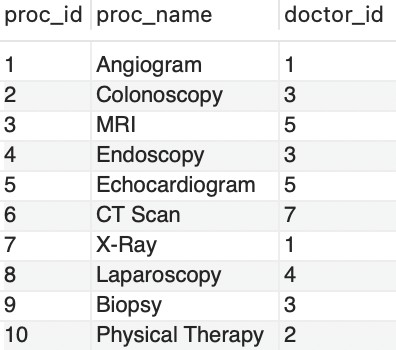 proc_id proc_name doctor_id
1 Angiogram 1
2 Colonoscopy 3
3 MRI 5
4 Endoscopy 3
5 Echocardiogram 5
6 CT Scan 7
7 X-Ray 1
8 Laparoscopy 4
9 Biopsy 3
10 Physical Therapy 2